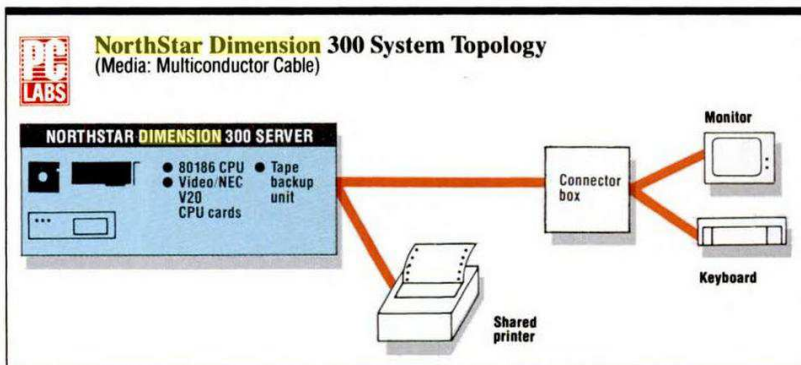 PC
LABS
NorthStar Dimension 300 System Topology
(Media: Multiconductor Cable)
NORTHSTAR DIMENSION 300 SERVER
● 80186 CPU
● Video/NEC
V20
CPU cards
● Tape
backup
unit
Connector
box
Monitor
Keyboard
Shared
printer